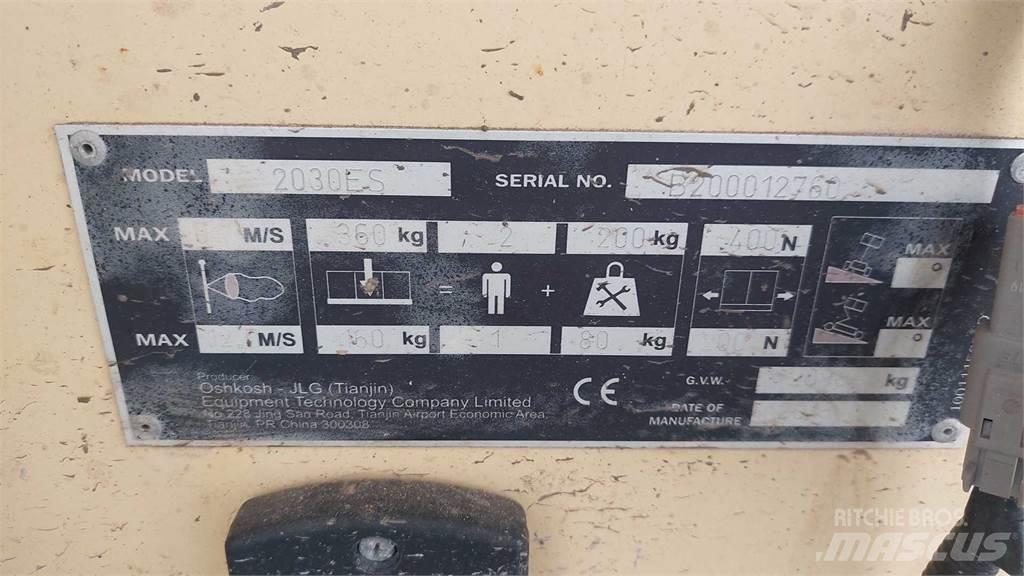 MODEL 2030ES SERIAL NO. B200012760
MAX M/S 360 kg 2 200 kg 400 N MAX °
= +
MAX M/S 160 kg 1 80 kg N MAX °
Producer
Oshkosh - JLG (Tianjin)
Equipment Technology Company Limited
No 228 Jing San Road, Tianjin Airport Economic Area
Tianjin, PR China 300308
CE
G.V.W. kg
DATE OF
MANUFACTURE
RITCHIE BROS.
MASCUS